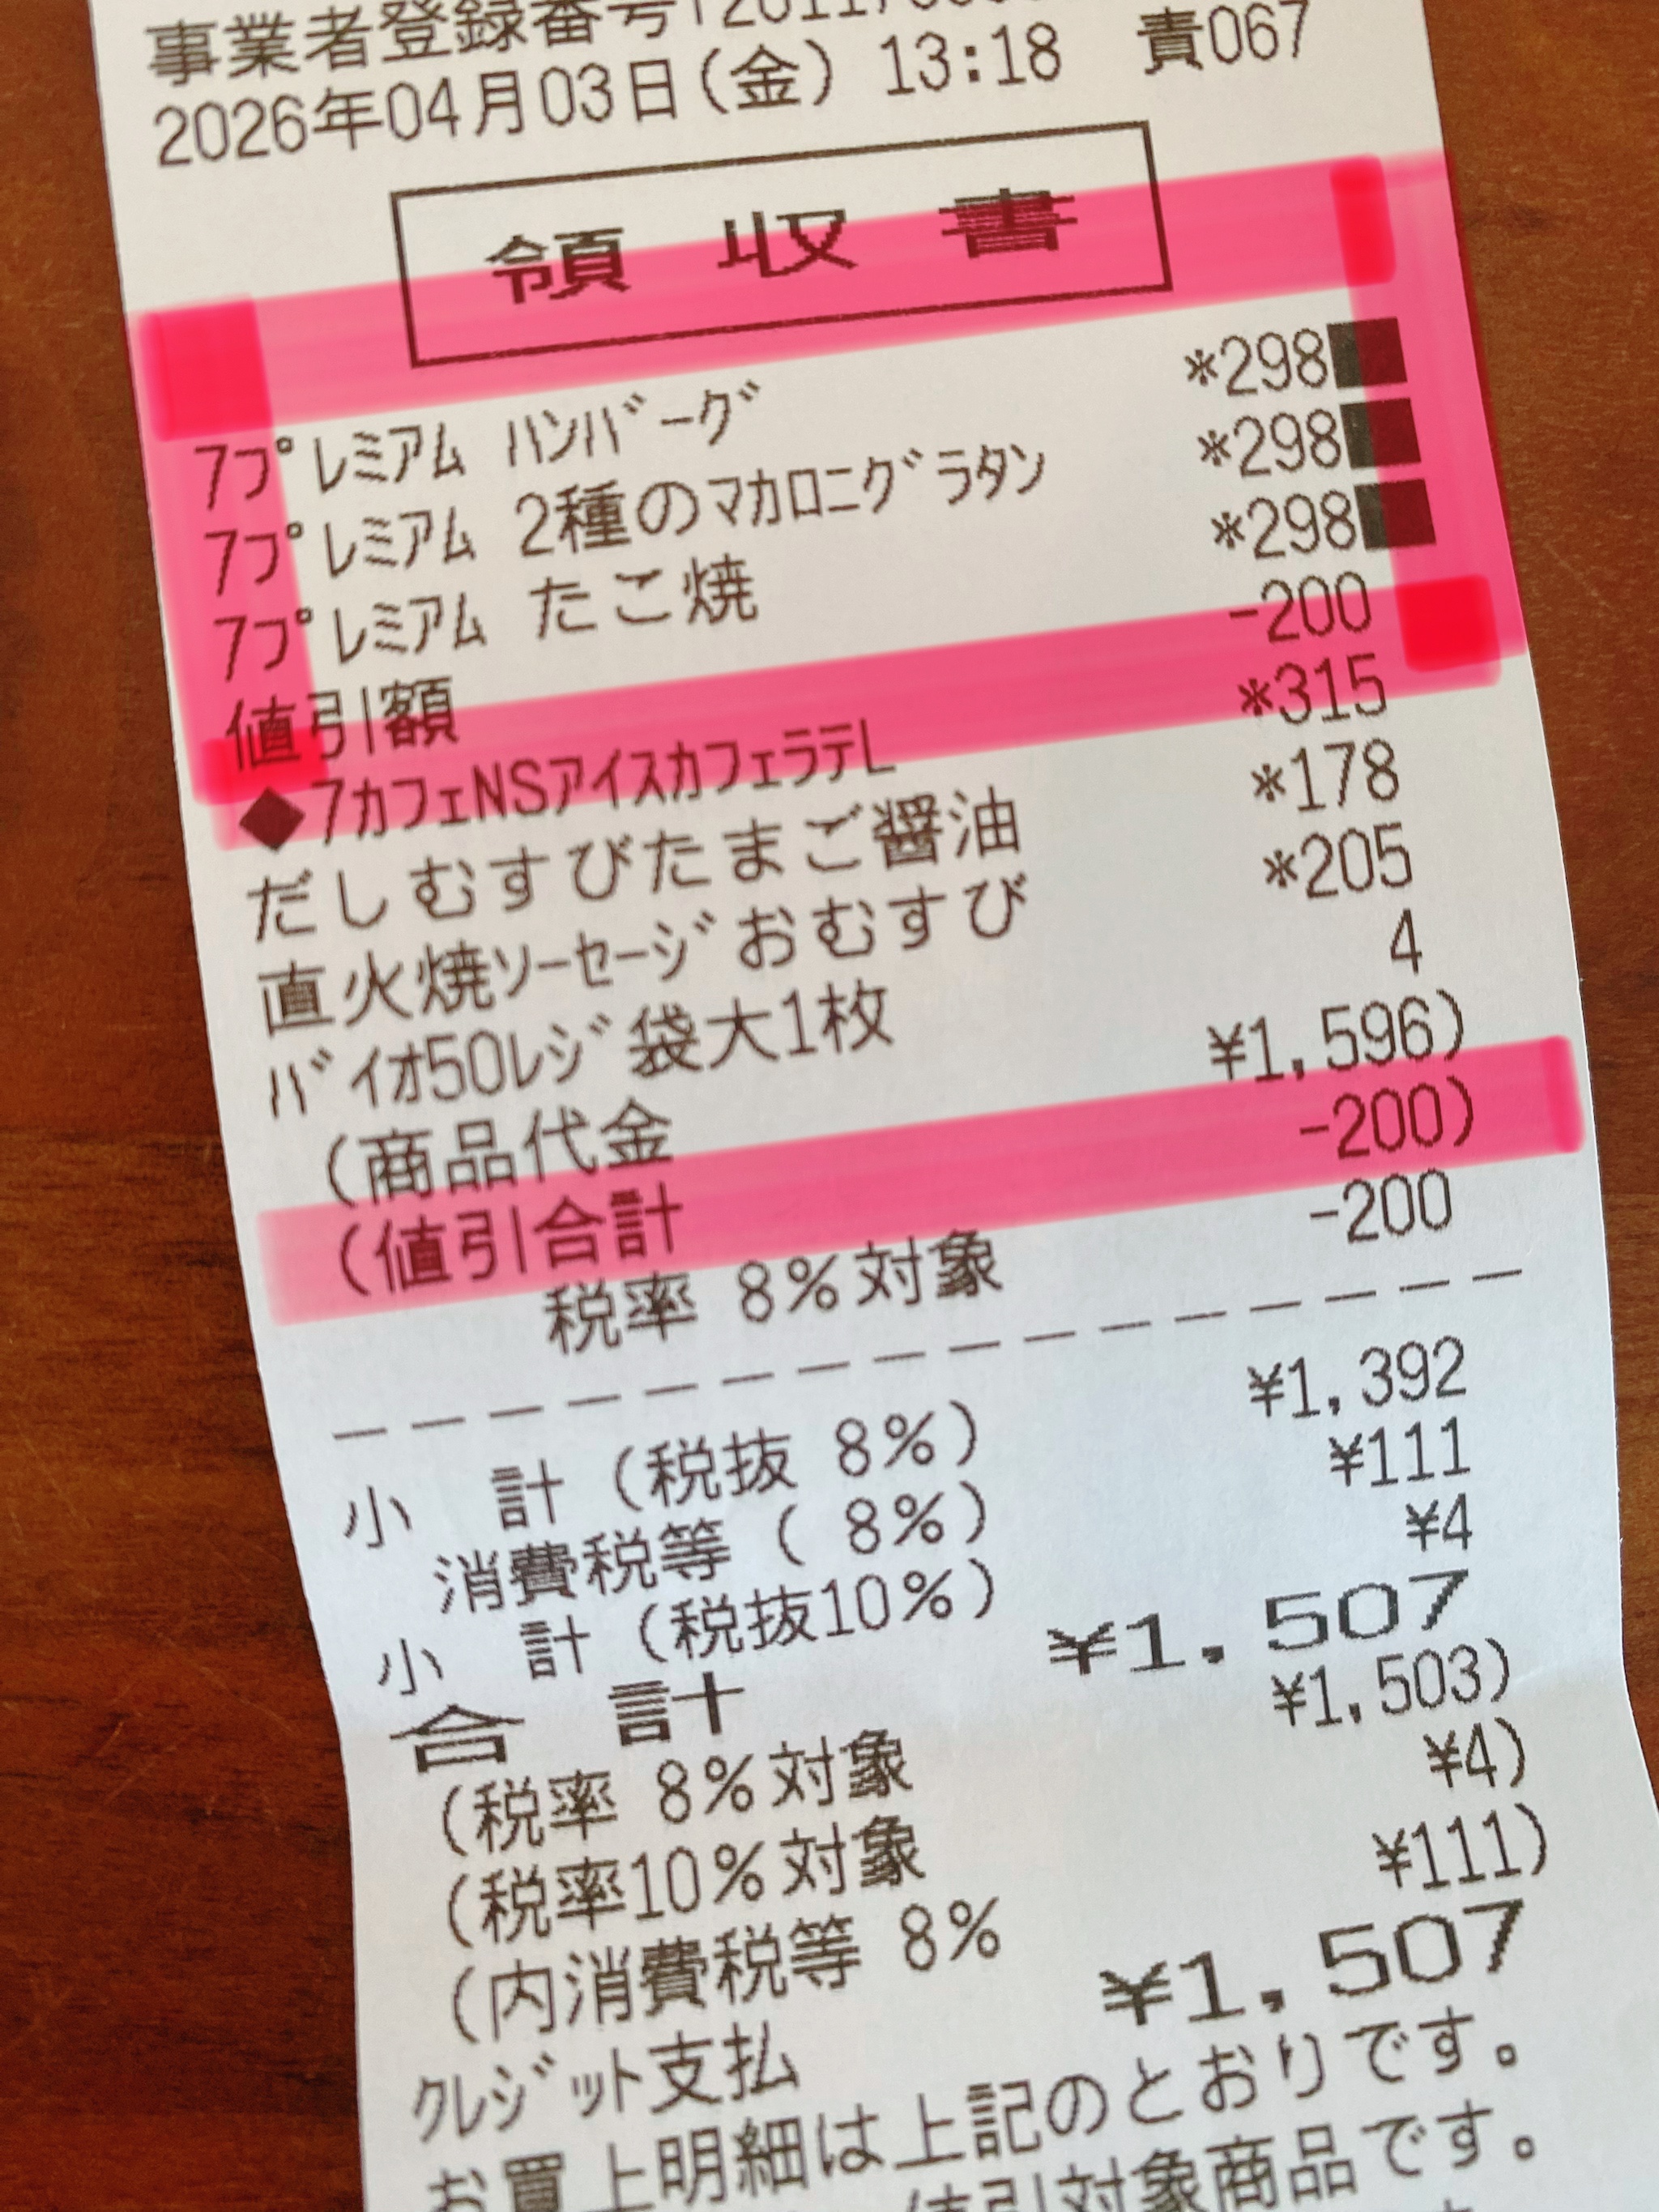 事業者登録番号
2026年04月03日(金) 13:18 責067
領収書
7プレミアム ハンバーグ *298■
7プレミアム 2種のマカロニグラタン *298■
7プレミアム たこ焼 *298■
値引額 -200
◆7カフェNSアイスカフェラテL *315
だしむすびたまご醤油 *178
直火焼ソーセージおむすび *205
バイオ50レジ袋大1枚 4
(商品代金 ¥1,596)
(値引合計 -200)
税率 8%対象 -200
小 計(税抜 8%) ¥1,392
消費税等( 8%) ¥111
小 計(税抜10%) ¥4
合 計 ¥1,507
(税率 8%対象 ¥1,503)
(税率10%対象 ¥4)
(内消費税等 8% ¥111)
クレジット支払 ¥1,507
お買上明細は上記のとおりです。
値引対象商品です。